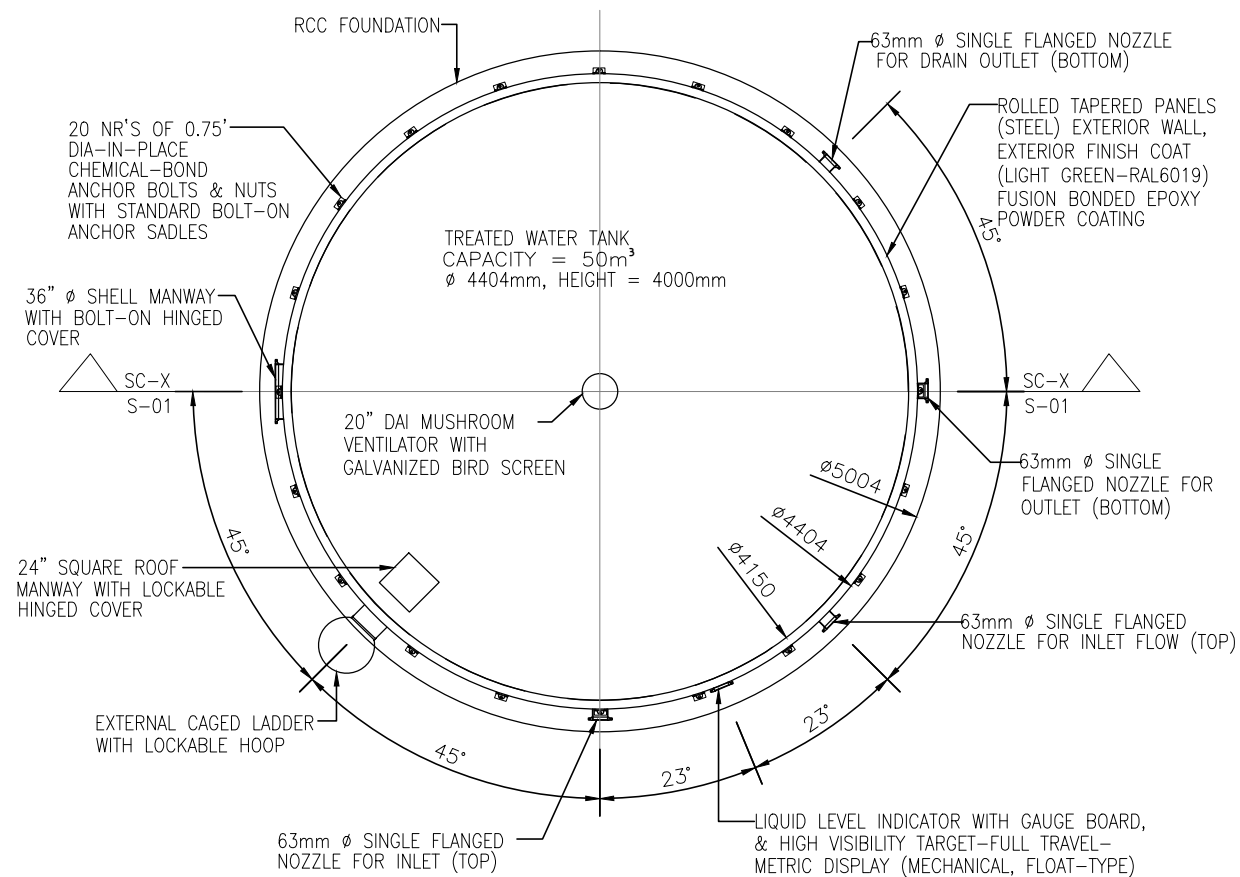 RCC FOUNDATION
63mm ø SINGLE FLANGED NOZZLE
FOR DRAIN OUTLET (BOTTOM)
20 NR'S OF 0.75'
DIA-IN-PLACE
CHEMICAL-BOND
ANCHOR BOLTS & NUTS
WITH STANDARD BOLT-ON
ANCHOR SADLES
ROLLED TAPERED PANELS
(STEEL) EXTERIOR WALL,
EXTERIOR FINISH COAT
(LIGHT GREEN-RAL6019)
FUSION BONDED EPOXY
POWDER COATING
45°
TREATED WATER TANK
CAPACITY = 50m³
ø 4404mm, HEIGHT = 4000mm
36" ø SHELL MANWAY
WITH BOLT-ON HINGED
COVER
SC-X
S-01
SC-X
S-01
20" DAI MUSHROOM
VENTILATOR WITH
GALVANIZED BIRD SCREEN
63mm ø SINGLE
FLANGED NOZZLE FOR
OUTLET (BOTTOM)
ø5004
ø4404
ø4150
45°
45°
24" SQUARE ROOF
MANWAY WITH LOCKABLE
HINGED COVER
63mm ø SINGLE FLANGED
NOZZLE FOR INLET FLOW (TOP)
EXTERNAL CAGED LADDER
WITH LOCKABLE HOOP
45°
23°
23°
63mm ø SINGLE FLANGED
NOZZLE FOR INLET (TOP)
LIQUID LEVEL INDICATOR WITH GAUGE BOARD,
& HIGH VISIBILITY TARGET-FULL TRAVEL-
METRIC DISPLAY (MECHANICAL, FLOAT-TYPE)